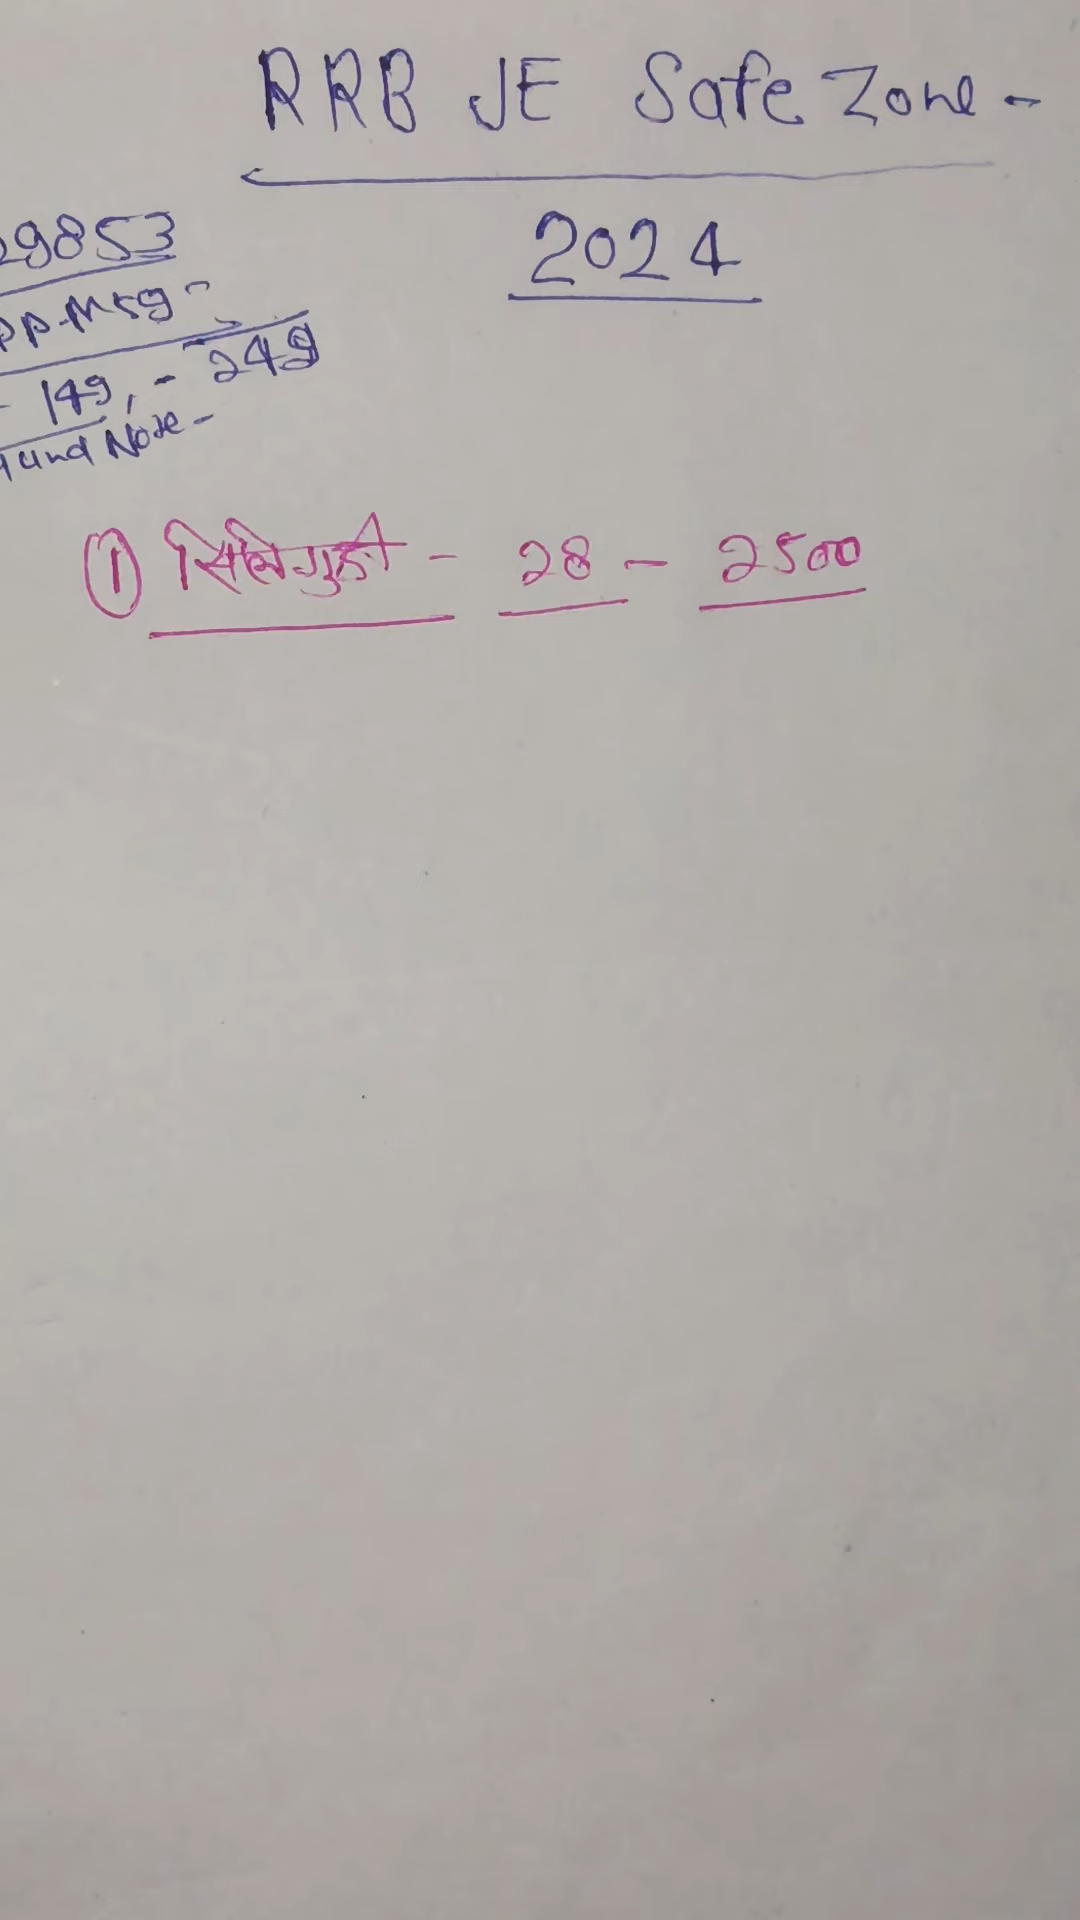 RRB JE Safe Zone -
2024
29853
pp Msg -
- 149, - 249
Hand Note -
① सिलिगुडी - 28 - 2500